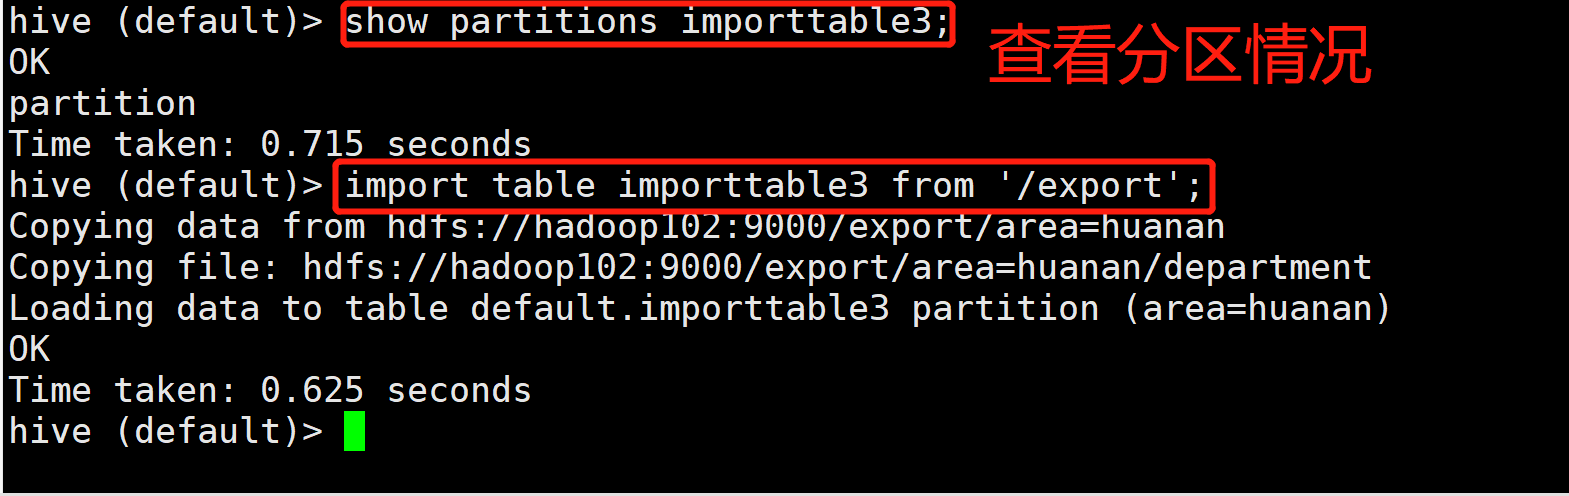 hive (default)> show partitions importtable3;
查看分区情况
OK
partition
Time taken: 0.715 seconds
hive (default)> import table importtable3 from '/export';
Copying data from hdfs://hadoop102:9000/export/area=huanan
Copying file: hdfs://hadoop102:9000/export/area=huanan/department
Loading data to table default.importtable3 partition (area=huanan)
OK
Time taken: 0.625 seconds
hive (default)>